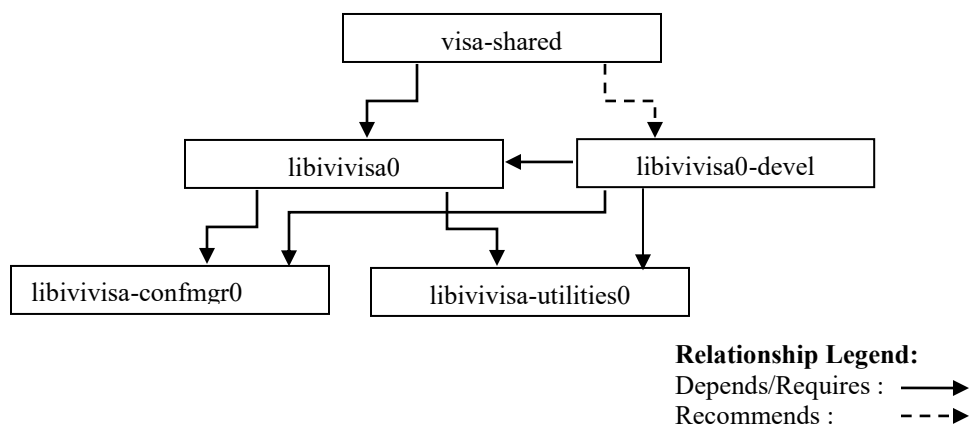 visa-shared
libivivisa0
libivivisa0-devel
libivivisa-confmgr0
libivivisa-utilities0
Relationship Legend:
Depends/Requires :
Recommends :